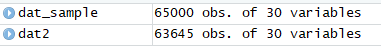 dat_sample 65000 obs. of 30 variables
dat2 63645 obs. of 30 variables